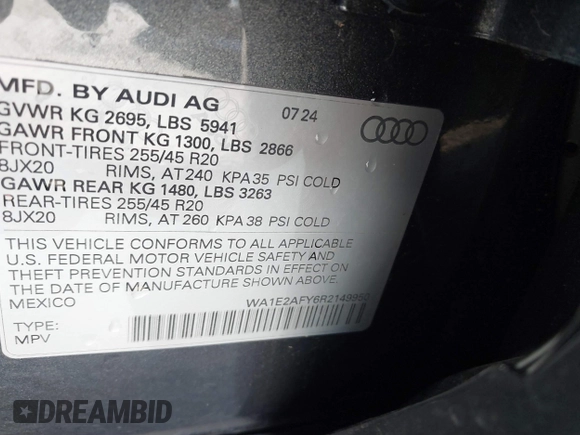 MFD. BY AUDI AG
07 24
GVWR KG 2695, LBS 5941
GAWR FRONT KG 1300, LBS 2866
FRONT-TIRES 255/45 R20
8JX20 RIMS, AT 240 KPA 35 PSI COLD
GAWR REAR KG 1480, LBS 3263
REAR-TIRES 255/45 R20
8JX20 RIMS, AT 260 KPA 38 PSI COLD
THIS VEHICLE CONFORMS TO ALL APPLICABLE
U.S. FEDERAL MOTOR VEHICLE SAFETY AND
THEFT PREVENTION STANDARDS IN EFFECT ON
THE DATE OF MANUFACTURE SHOWN ABOVE.
MEXICO
TYPE:
MPV
DREAMBID